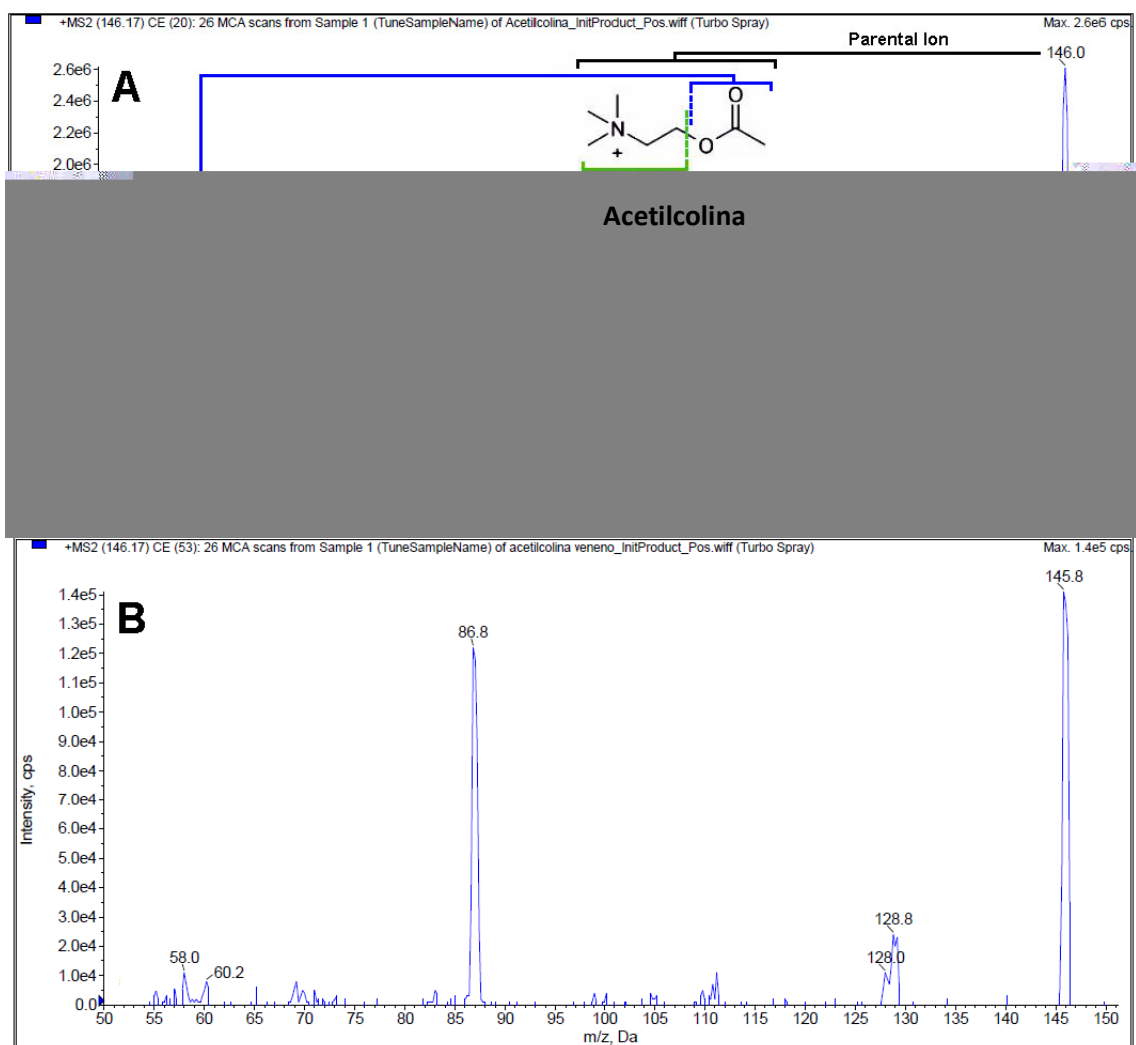 +MS2 (146.17) CE (20): 26 MCA scans from Sample 1 (TuneSampleName) of Acetilcolina_InitProduct_Pos.wiff (Turbo Spray) Max. 2.6e6 cps.
Parental Ion
146.0
A
2.6e6
2.4e6
2.2e6
2.0e6
O
N
+
O
Acetilcolina
+MS2 (146.17) CE (53): 26 MCA scans from Sample 1 (TuneSampleName) of acetilcolina veneno_InitProduct_Pos.wiff (Turbo Spray) Max. 1.4e5 cps.
145.8
B
1.4e5
1.3e5
1.2e5
1.1e5
1.0e5
9.0e4
8.0e4
7.0e4
6.0e4
5.0e4
4.0e4
3.0e4
2.0e4
1.0e4
0.0
Intensity, cps
86.8
128.8
128.0
58.0
60.2
50 55 60 65 70 75 80 85 90 95 100 105 110 115 120 125 130 135 140 145 150
m/z, Da